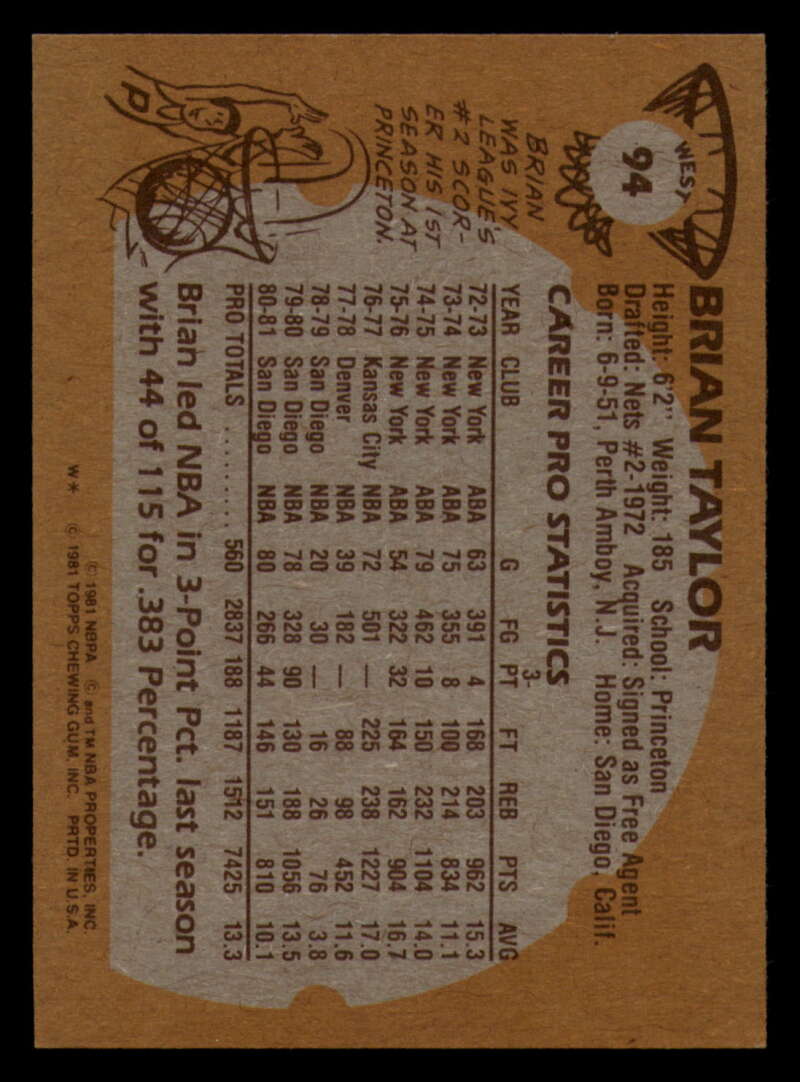 94
WEST
BRIAN TAYLOR
Height: 6'2" Weight: 185 School: Princeton
Drafted: Nets #2-1972 Acquired: Signed as Free Agent
Born: 6-9-51, Perth Amboy, N.J. Home: San Diego, Calif.
BRIAN
WAS IVY
LEAGUE'S
#2 SCOR-
ER HIS 1ST
SEASON AT
PRINCETON.
P
CAREER PRO STATISTICS
3-
YEAR CLUB G FG PT FT REB PTS AVG
72-73 New York ABA 63 391 4 168 203 962 15.3
73-74 New York ABA 75 355 8 100 214 834 11.1
74-75 New York ABA 79 462 10 150 232 1104 14.0
75-76 New York ABA 54 322 32 164 162 904 16.7
76-77 Kansas City NBA 72 501 — 225 238 1227 17.0
77-78 Denver NBA 39 182 — 88 98 452 11.6
78-79 San Diego NBA 20 30 — 16 26 76 3.8
79-80 San Diego NBA 78 328 90 130 188 1056 13.5
80-81 San Diego NBA 80 266 44 146 151 810 10.1
PRO TOTALS ......... 560 2837 188 1187 1512 7425 13.3
Brian led NBA in 3-Point Pct. last season
with 44 of 115 for .383 Percentage.
© 1981 NBPA © and TM NBA PROPERTIES, INC.
W* © 1981 TOPPS CHEWING GUM, INC. PRTD. IN U.S.A.